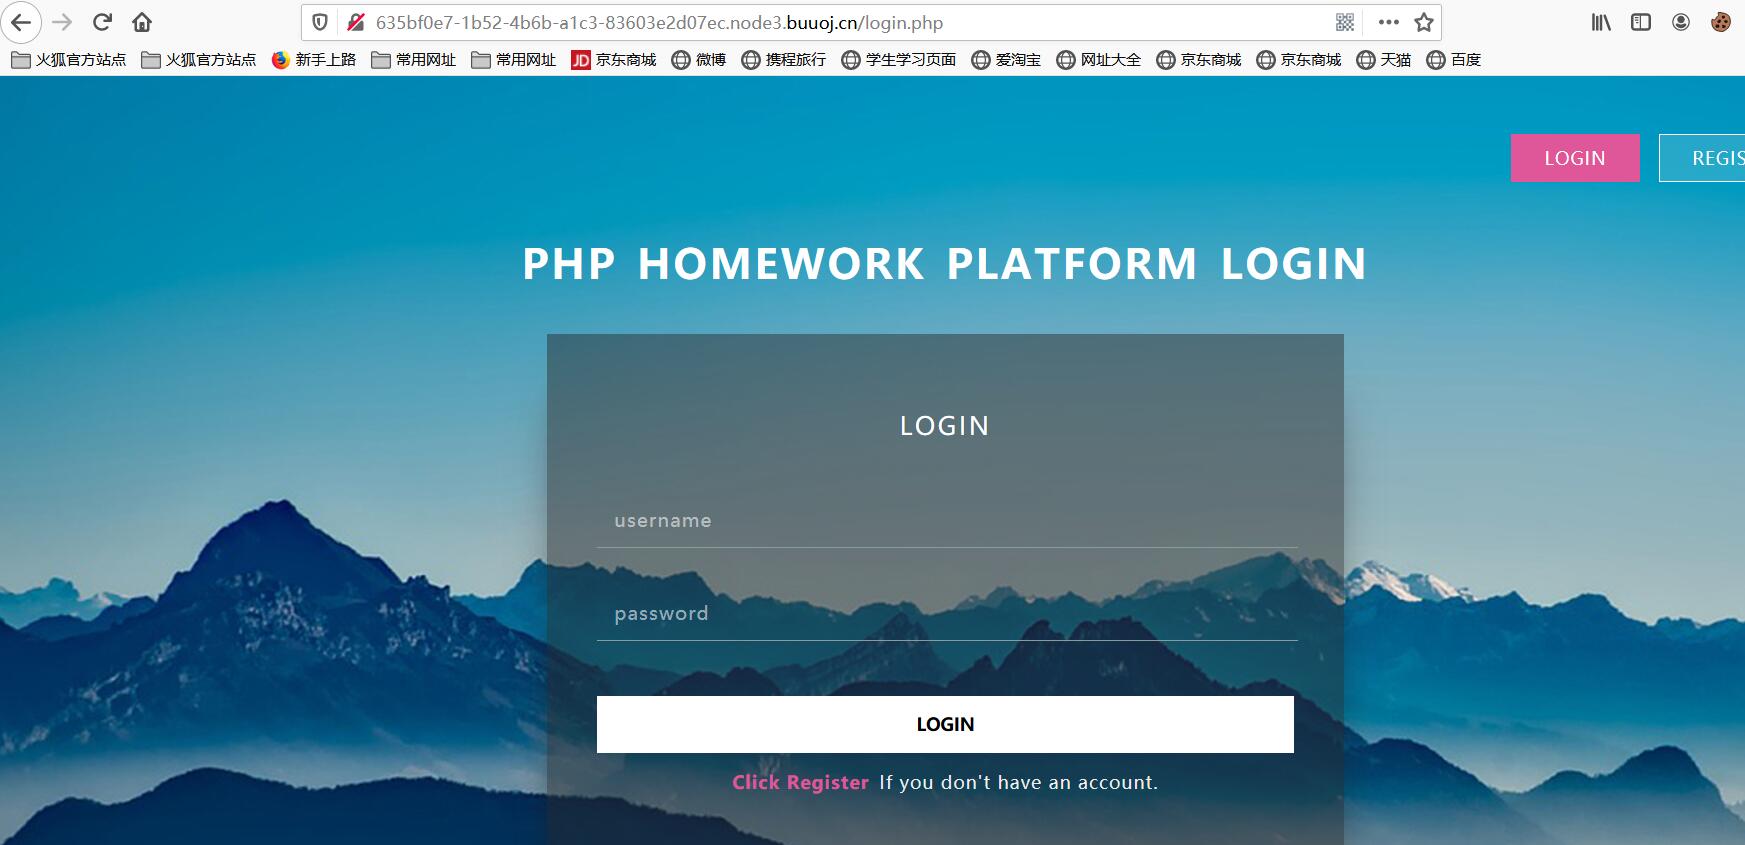 635bf0e7-1b52-4b6b-a1c3-83603e2d07ec.node3.buuoj.cn/login.php
火狐官方站点 火狐官方站点 新手上路 常用网址 常用网址 JD 京东商城 微博 携程旅行 学生学习页面 爱淘宝 网址大全 京东商城 京东商城 天猫 百度
LOGIN REGIS
PHP HOMEWORK PLATFORM LOGIN
LOGIN
username
password
LOGIN
Click Register If you don't have an account.